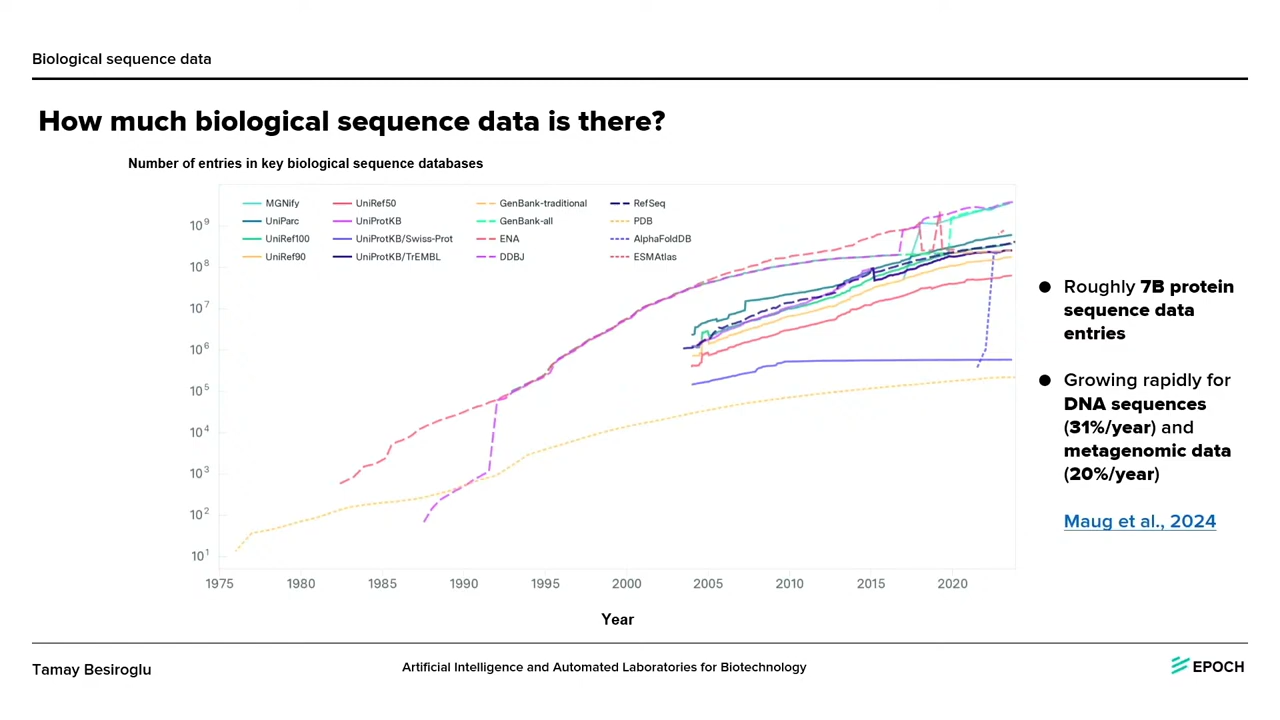 Biological sequence data
How much biological sequence data is there?
Number of entries in key biological sequence databases
MGNify UniRef50 GenBank-traditional RefSeq
UniParc UniProtKB GenBank-all PDB
UniRef100 UniProtKB/Swiss-Prot ENA AlphaFoldDB
UniRef90 UniProtKB/TrEMBL DDBJ ESMAtlas
10⁹
10⁸
10⁷
10⁶
10⁵
10⁴
10³
10²
10¹
1975 1980 1985 1990 1995 2000 2005 2010 2015 2020
Year
● Roughly 7B protein
sequence data
entries
● Growing rapidly for
DNA sequences
(31%/year) and
metagenomic data
(20%/year)
Maug et al., 2024
Tamay Besiroglu
Artificial Intelligence and Automated Laboratories for Biotechnology
EPOCH